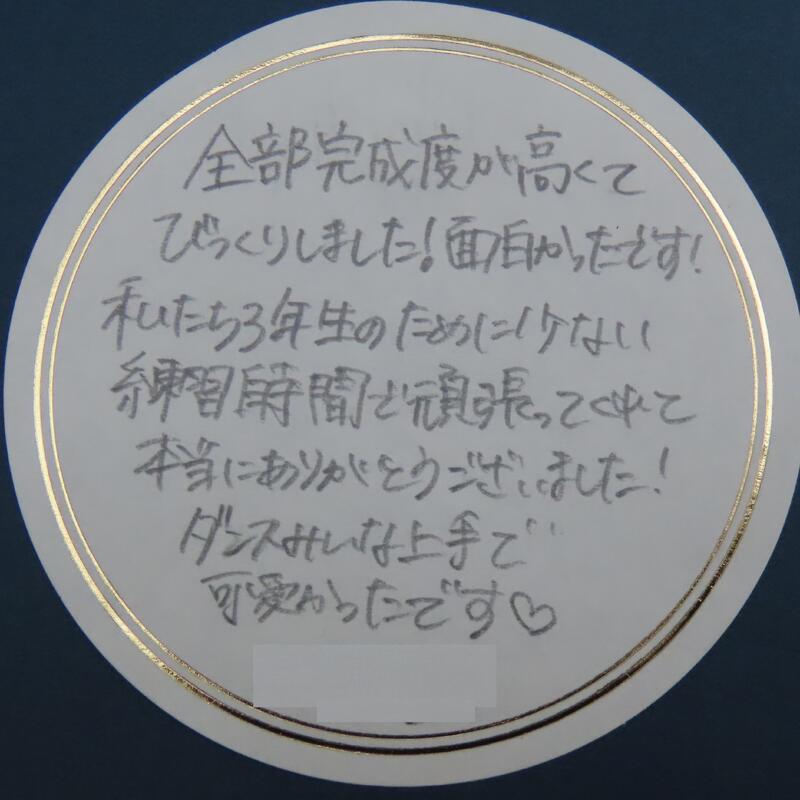 全部完成度が高くて
びっくりしました!面白かったです!
私たち3年生のために少ない
練習時間で頑張ってくれて
本当にありがとうございました!
ダンスみんな上手で
可愛かったです♡